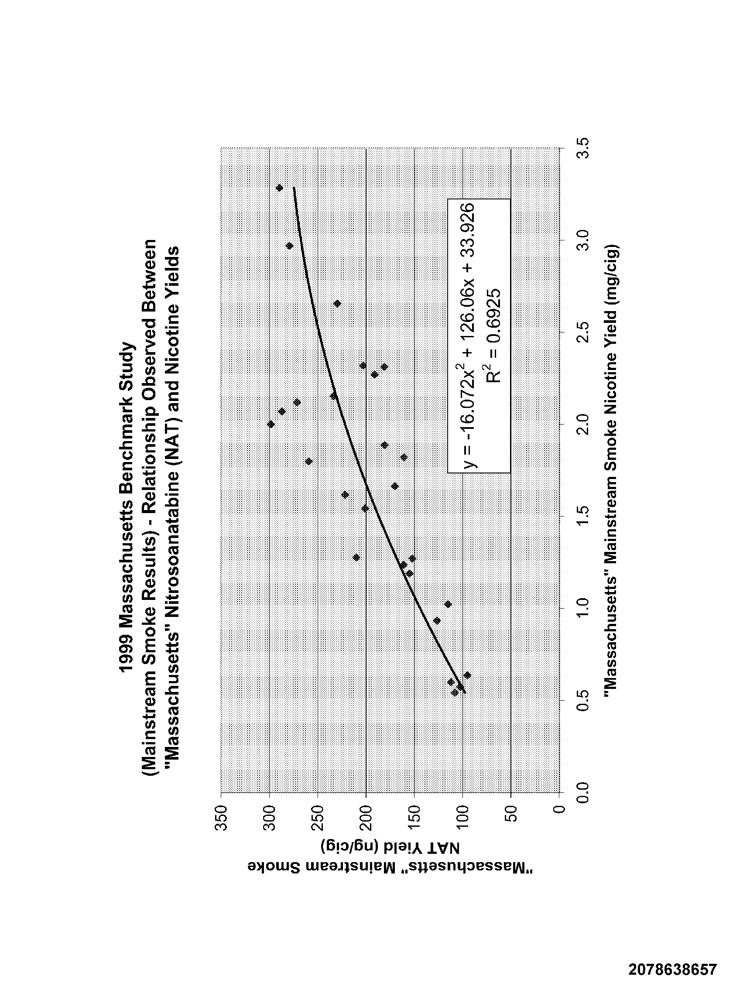 1999 Massachusetts Benchmark Study
(Mainstream Smoke Results) - Relationship Observed Between
"Massachusetts" Nitrosoanatabine (NAT) and Nicotine Yields
"Massachusetts" Mainstream Smoke
NAT Yield (ng/cig)
350
300
250
200
150
100
50
0
y = -16.072x² + 126.06x + 33.926
R² = 0.6925
0.0
0.5
1.0
1.5
2.0
2.5
3.0
3.5
"Massachusetts" Mainstream Smoke Nicotine Yield (mg/cig)
2078638657